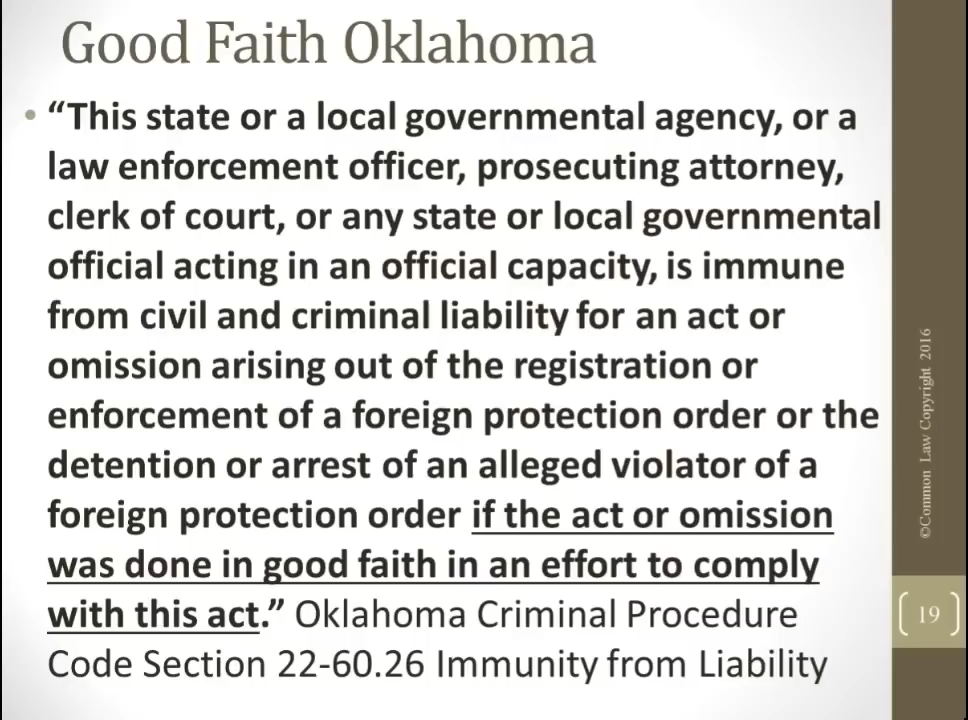 Good Faith Oklahoma
• “This state or a local governmental agency, or a
law enforcement officer, prosecuting attorney,
clerk of court, or any state or local governmental
official acting in an official capacity, is immune
from civil and criminal liability for an act or
omission arising out of the registration or
enforcement of a foreign protection order or the
detention or arrest of an alleged violator of a
foreign protection order if the act or omission
was done in good faith in an effort to comply
with this act.” Oklahoma Criminal Procedure
Code Section 22-60.26 Immunity from Liability
©Common Law Copyright 2016
19